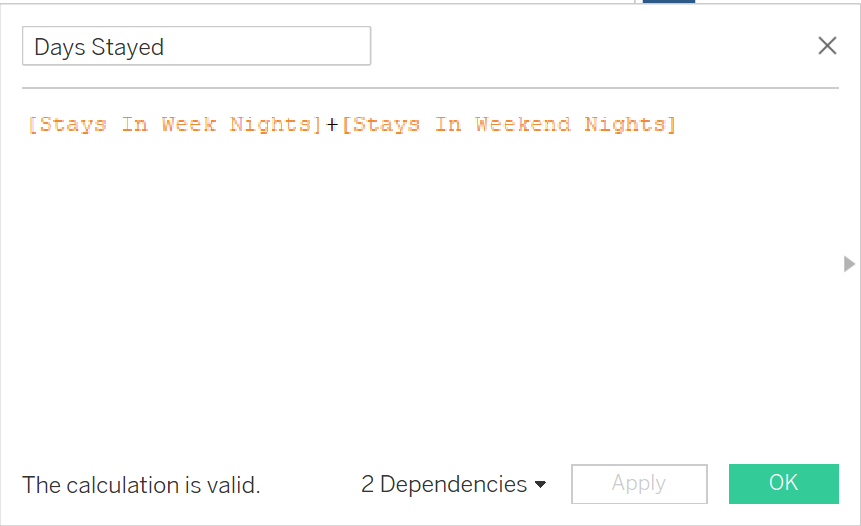 Days Stayed
[Stays In Week Nights]+[Stays In Weekend Nights]
The calculation is valid. 2 Dependencies Apply OK